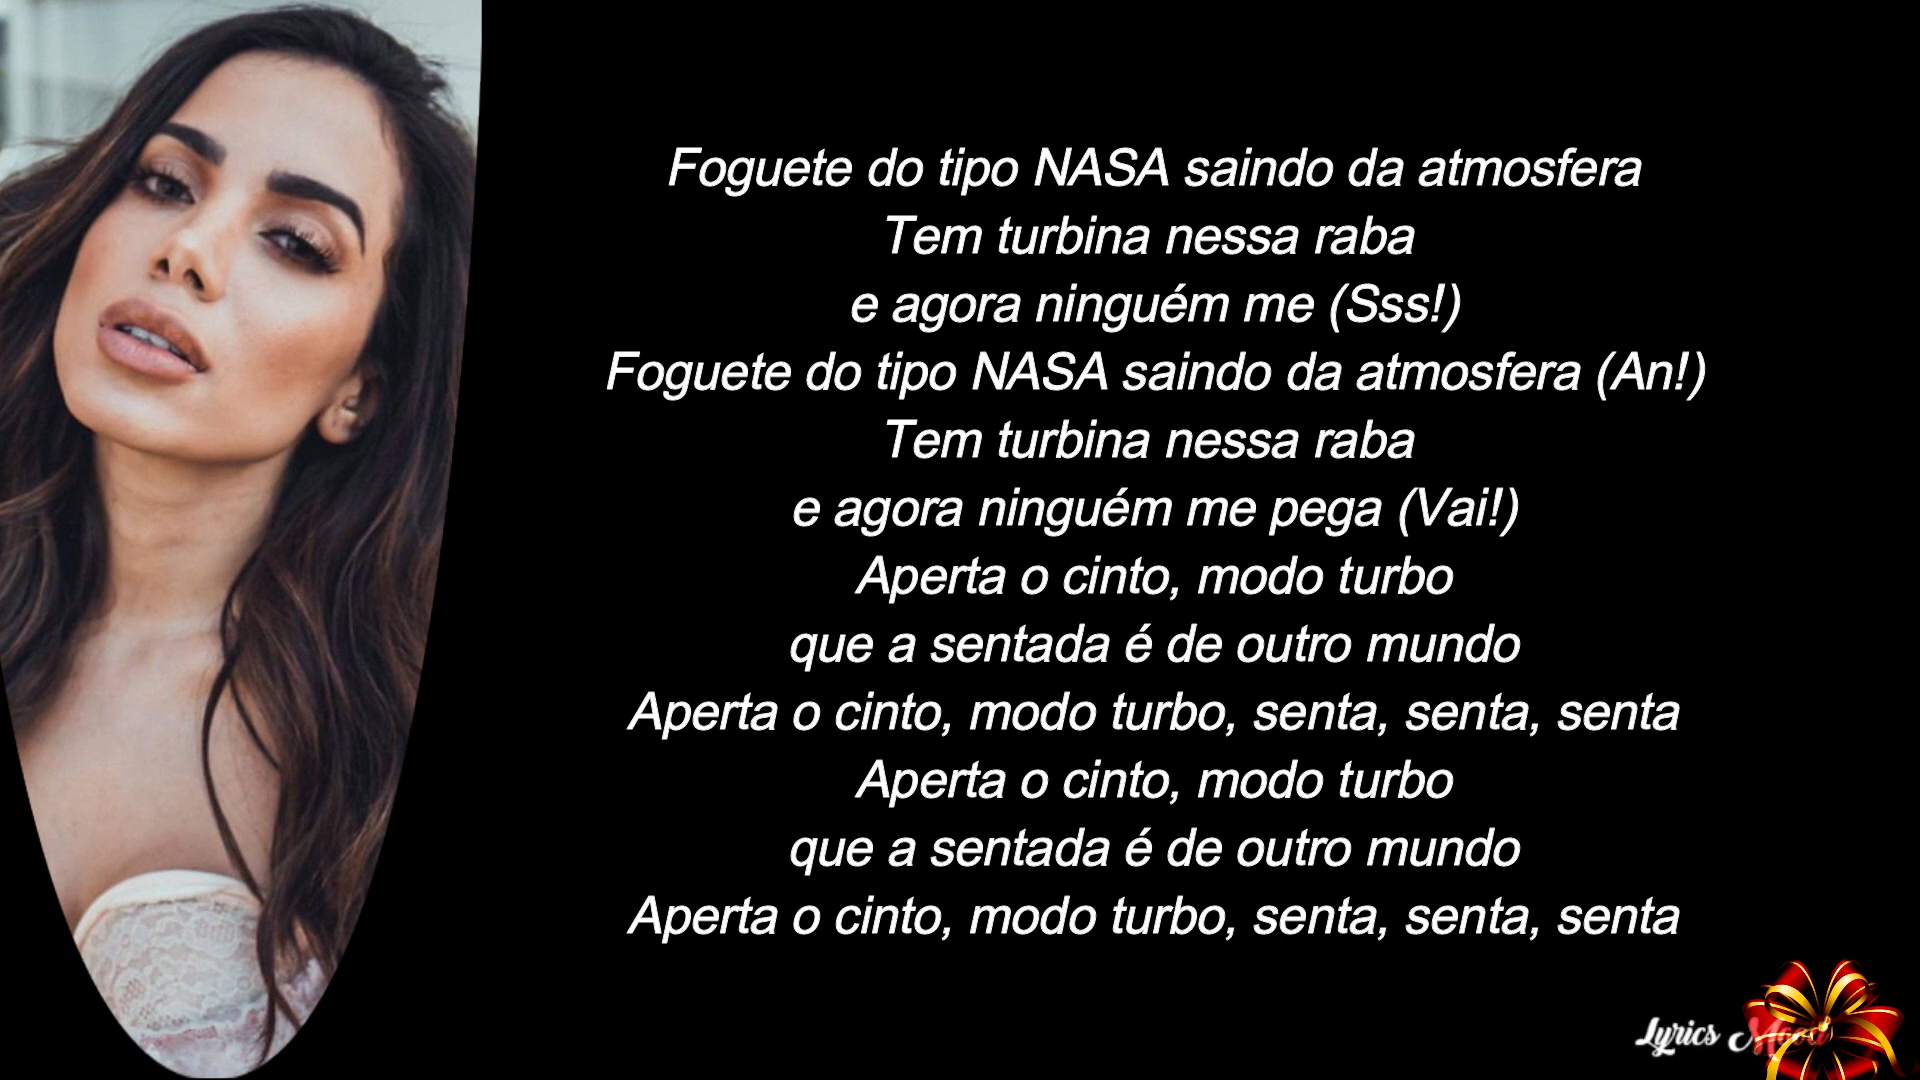 Foguete do tipo NASA saindo da atmosfera
Tem turbina nessa raba
e agora ninguém me (Sss!)
Foguete do tipo NASA saindo da atmosfera (An!)
Tem turbina nessa raba
e agora ninguém me pega (Vai!)
Aperta o cinto, modo turbo
que a sentada é de outro mundo
Aperta o cinto, modo turbo, senta, senta, senta
Aperta o cinto, modo turbo
que a sentada é de outro mundo
Aperta o cinto, modo turbo, senta, senta, senta
Lyrics Mood